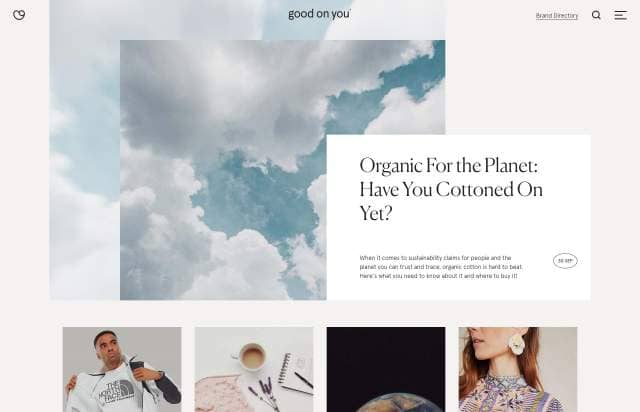 good on you
Brand Directory
Organic For the Planet:
Have You Cottoned On
Yet?
When it comes to sustainability claims for people and the
planet you can trust and trace, organic cotton is hard to beat.
Here's what you need to know about it and where to buy it!
30 SEP
THE
NORTH
FACE